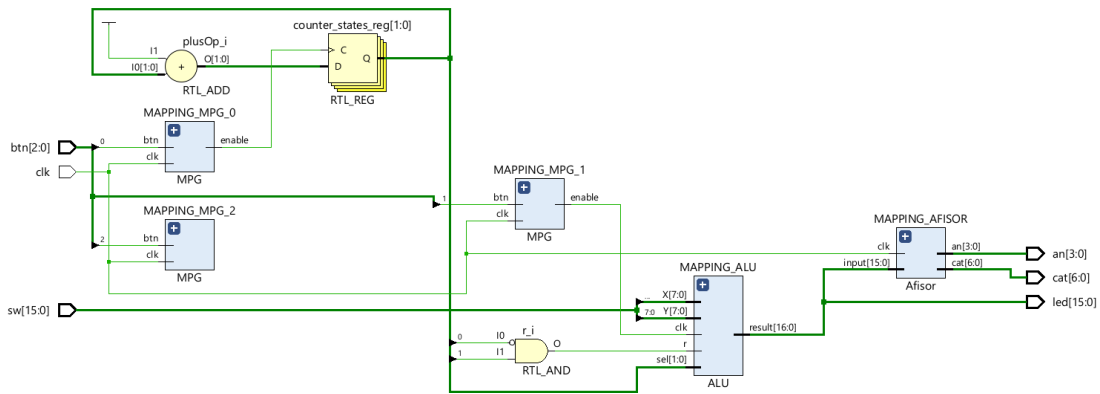 counter_states_reg[1:0]
plusOp_i
I1
I0[1:0]
+
O[1:0]
RTL_ADD
C
D
Q
RTL_REG
MAPPING_MPG_0
btn
enable
clk
MPG
btn[2:0]
0
clk
MAPPING_MPG_2
2
btn
clk
MPG
MAPPING_MPG_1
1
btn
enable
clk
MPG
MAPPING_AFISOR
clk
input[15:0]
an[3:0]
cat[6:0]
Afisor
an[3:0]
cat[6:0]
led[15:0]
sw[15:0]
MAPPING_ALU
...
X[7:0]
7:0
Y[7:0]
clk
r
sel[1:0]
result[16:0]
ALU
r_i
0
I0
1
I1
O
RTL_AND